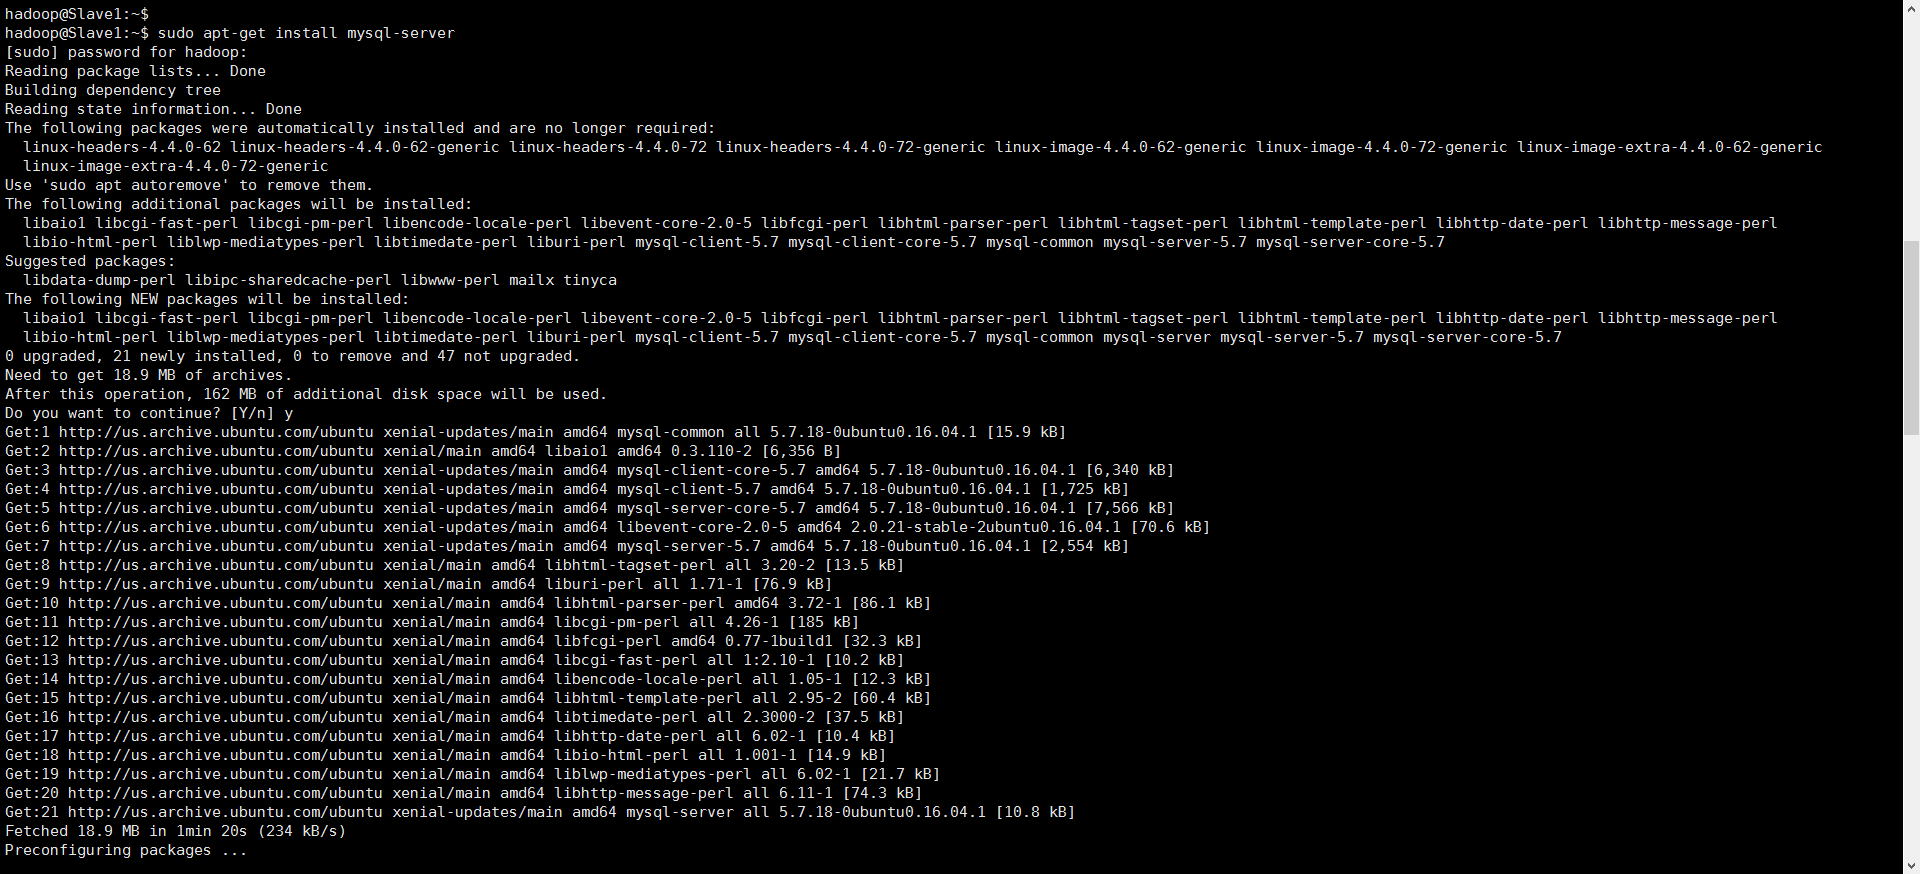 hadoop@Slave1:~$
hadoop@Slave1:~$ sudo apt-get install mysql-server
[sudo] password for hadoop:
Reading package lists... Done
Building dependency tree
Reading state information... Done
The following packages were automatically installed and are no longer required:
  linux-headers-4.4.0-62 linux-headers-4.4.0-62-generic linux-headers-4.4.0-72 linux-headers-4.4.0-72-generic linux-image-4.4.0-62-generic linux-image-4.4.0-72-generic linux-image-extra-4.4.0-62-generic
  linux-image-extra-4.4.0-72-generic
Use 'sudo apt autoremove' to remove them.
The following additional packages will be installed:
  libaio1 libcgi-fast-perl libcgi-pm-perl libencode-locale-perl libevent-core-2.0-5 libfcgi-perl libhtml-parser-perl libhtml-tagset-perl libhtml-template-perl libhttp-date-perl libhttp-message-perl
  libio-html-perl liblwp-mediatypes-perl libtimedate-perl liburi-perl mysql-client-5.7 mysql-client-core-5.7 mysql-common mysql-server-5.7 mysql-server-core-5.7
Suggested packages:
  libdata-dump-perl libipc-sharedcache-perl libwww-perl mailx tinyca
The following NEW packages will be installed:
  libaio1 libcgi-fast-perl libcgi-pm-perl libencode-locale-perl libevent-core-2.0-5 libfcgi-perl libhtml-parser-perl libhtml-tagset-perl libhtml-template-perl libhttp-date-perl libhttp-message-perl
  libio-html-perl liblwp-mediatypes-perl libtimedate-perl liburi-perl mysql-client-5.7 mysql-client-core-5.7 mysql-common mysql-server mysql-server-5.7 mysql-server-core-5.7
0 upgraded, 21 newly installed, 0 to remove and 47 not upgraded.
Need to get 18.9 MB of archives.
After this operation, 162 MB of additional disk space will be used.
Do you want to continue? [Y/n] y
Get:1 http://us.archive.ubuntu.com/ubuntu xenial-updates/main amd64 mysql-common all 5.7.18-0ubuntu0.16.04.1 [15.9 kB]
Get:2 http://us.archive.ubuntu.com/ubuntu xenial/main amd64 libaio1 amd64 0.3.110-2 [6,356 B]
Get:3 http://us.archive.ubuntu.com/ubuntu xenial-updates/main amd64 mysql-client-core-5.7 amd64 5.7.18-0ubuntu0.16.04.1 [6,340 kB]
Get:4 http://us.archive.ubuntu.com/ubuntu xenial-updates/main amd64 mysql-client-5.7 amd64 5.7.18-0ubuntu0.16.04.1 [1,725 kB]
Get:5 http://us.archive.ubuntu.com/ubuntu xenial-updates/main amd64 mysql-server-core-5.7 amd64 5.7.18-0ubuntu0.16.04.1 [7,566 kB]
Get:6 http://us.archive.ubuntu.com/ubuntu xenial-updates/main amd64 libevent-core-2.0-5 amd64 2.0.21-stable-2ubuntu0.16.04.1 [70.6 kB]
Get:7 http://us.archive.ubuntu.com/ubuntu xenial-updates/main amd64 mysql-server-5.7 amd64 5.7.18-0ubuntu0.16.04.1 [2,554 kB]
Get:8 http://us.archive.ubuntu.com/ubuntu xenial/main amd64 libhtml-tagset-perl all 3.20-2 [13.5 kB]
Get:9 http://us.archive.ubuntu.com/ubuntu xenial/main amd64 liburi-perl all 1.71-1 [76.9 kB]
Get:10 http://us.archive.ubuntu.com/ubuntu xenial/main amd64 libhtml-parser-perl amd64 3.72-1 [86.1 kB]
Get:11 http://us.archive.ubuntu.com/ubuntu xenial/main amd64 libcgi-pm-perl all 4.26-1 [185 kB]
Get:12 http://us.archive.ubuntu.com/ubuntu xenial/main amd64 libfcgi-perl amd64 0.77-1build1 [32.3 kB]
Get:13 http://us.archive.ubuntu.com/ubuntu xenial/main amd64 libcgi-fast-perl all 1:2.10-1 [10.2 kB]
Get:14 http://us.archive.ubuntu.com/ubuntu xenial/main amd64 libencode-locale-perl all 1.05-1 [12.3 kB]
Get:15 http://us.archive.ubuntu.com/ubuntu xenial/main amd64 libhtml-template-perl all 2.95-2 [60.4 kB]
Get:16 http://us.archive.ubuntu.com/ubuntu xenial/main amd64 libtimedate-perl all 2.3000-2 [37.5 kB]
Get:17 http://us.archive.ubuntu.com/ubuntu xenial/main amd64 libhttp-date-perl all 6.02-1 [10.4 kB]
Get:18 http://us.archive.ubuntu.com/ubuntu xenial/main amd64 libio-html-perl all 1.001-1 [14.9 kB]
Get:19 http://us.archive.ubuntu.com/ubuntu xenial/main amd64 liblwp-mediatypes-perl all 6.02-1 [21.7 kB]
Get:20 http://us.archive.ubuntu.com/ubuntu xenial/main amd64 libhttp-message-perl all 6.11-1 [74.3 kB]
Get:21 http://us.archive.ubuntu.com/ubuntu xenial-updates/main amd64 mysql-server all 5.7.18-0ubuntu0.16.04.1 [10.8 kB]
Fetched 18.9 MB in 1min 20s (234 kB/s)
Preconfiguring packages ...